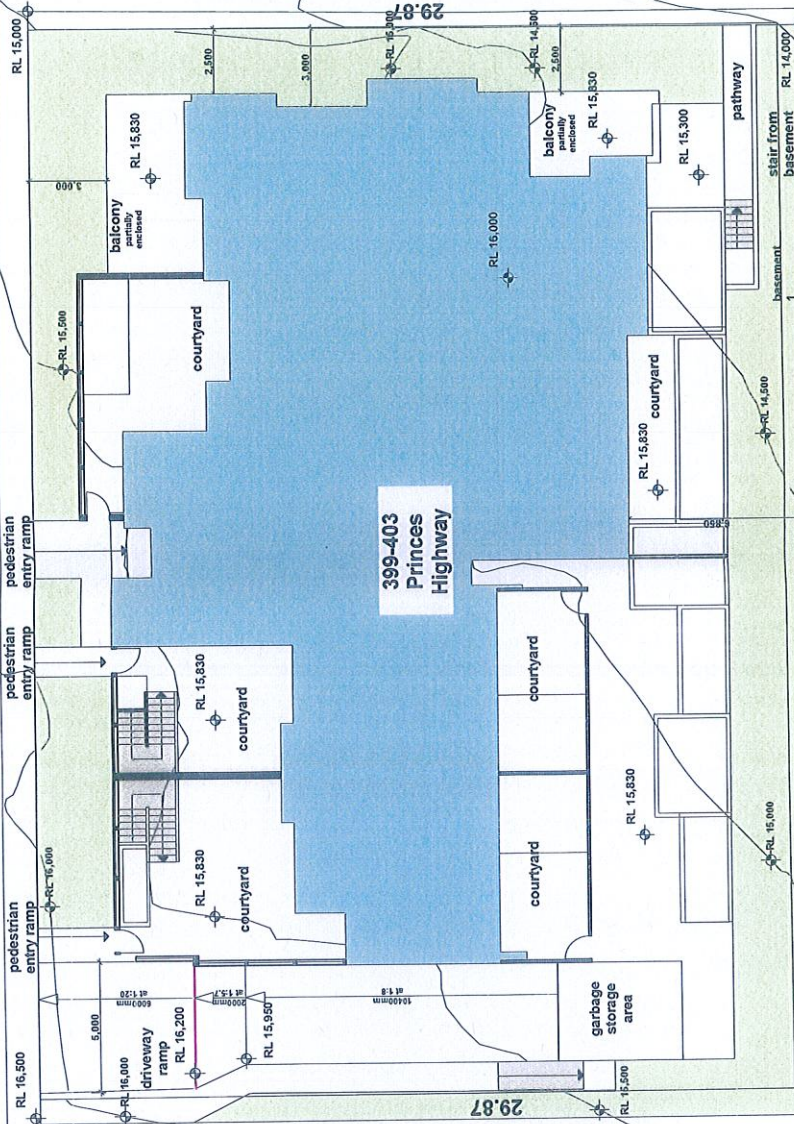 29.87
RL 15,000
2,500
3,000
RL 15,000
RL 14,500
2,500
RL 15,830
balcony
partially
enclosed
3,000
balcony
partially
enclosed
RL 15,830
RL 15,300
pathway
stair from
basement
RL 14,000
basement
1
RL 16,000
RL 15,500
courtyard
RL 15,830
courtyard
RL 14,500
6,850
pedestrian
entry ramp
399-403
Princes
Highway
pedestrian
entry ramp
RL 15,830
courtyard
courtyard
RL 15,830
courtyard
courtyard
RL 15,830
RL 15,000
RL 16,000
pedestrian
entry ramp
5,000
6000mm
at 1:20
2000mm
at 1:5.7
10400mm
at 1:8
garbage
storage
area
RL 16,200
RL 15,950
driveway
ramp
RL 16,500
RL 16,000
29.87
RL 15,500